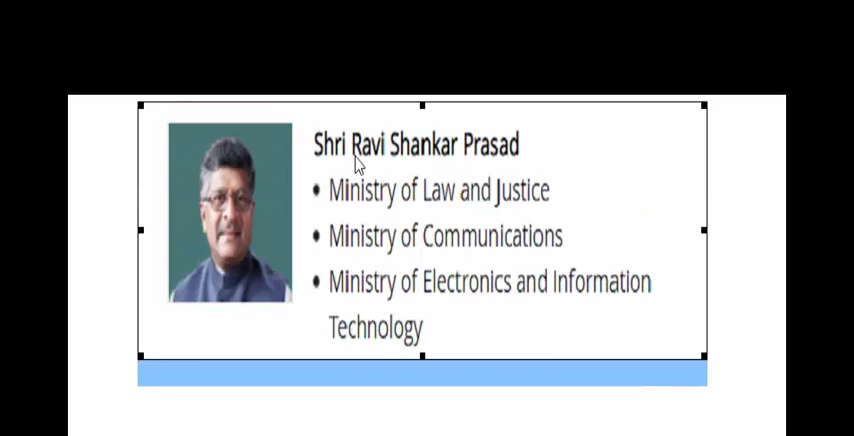 Shri Ravi Shankar Prasad
• Ministry of Law and Justice
• Ministry of Communications
• Ministry of Electronics and Information
Technology